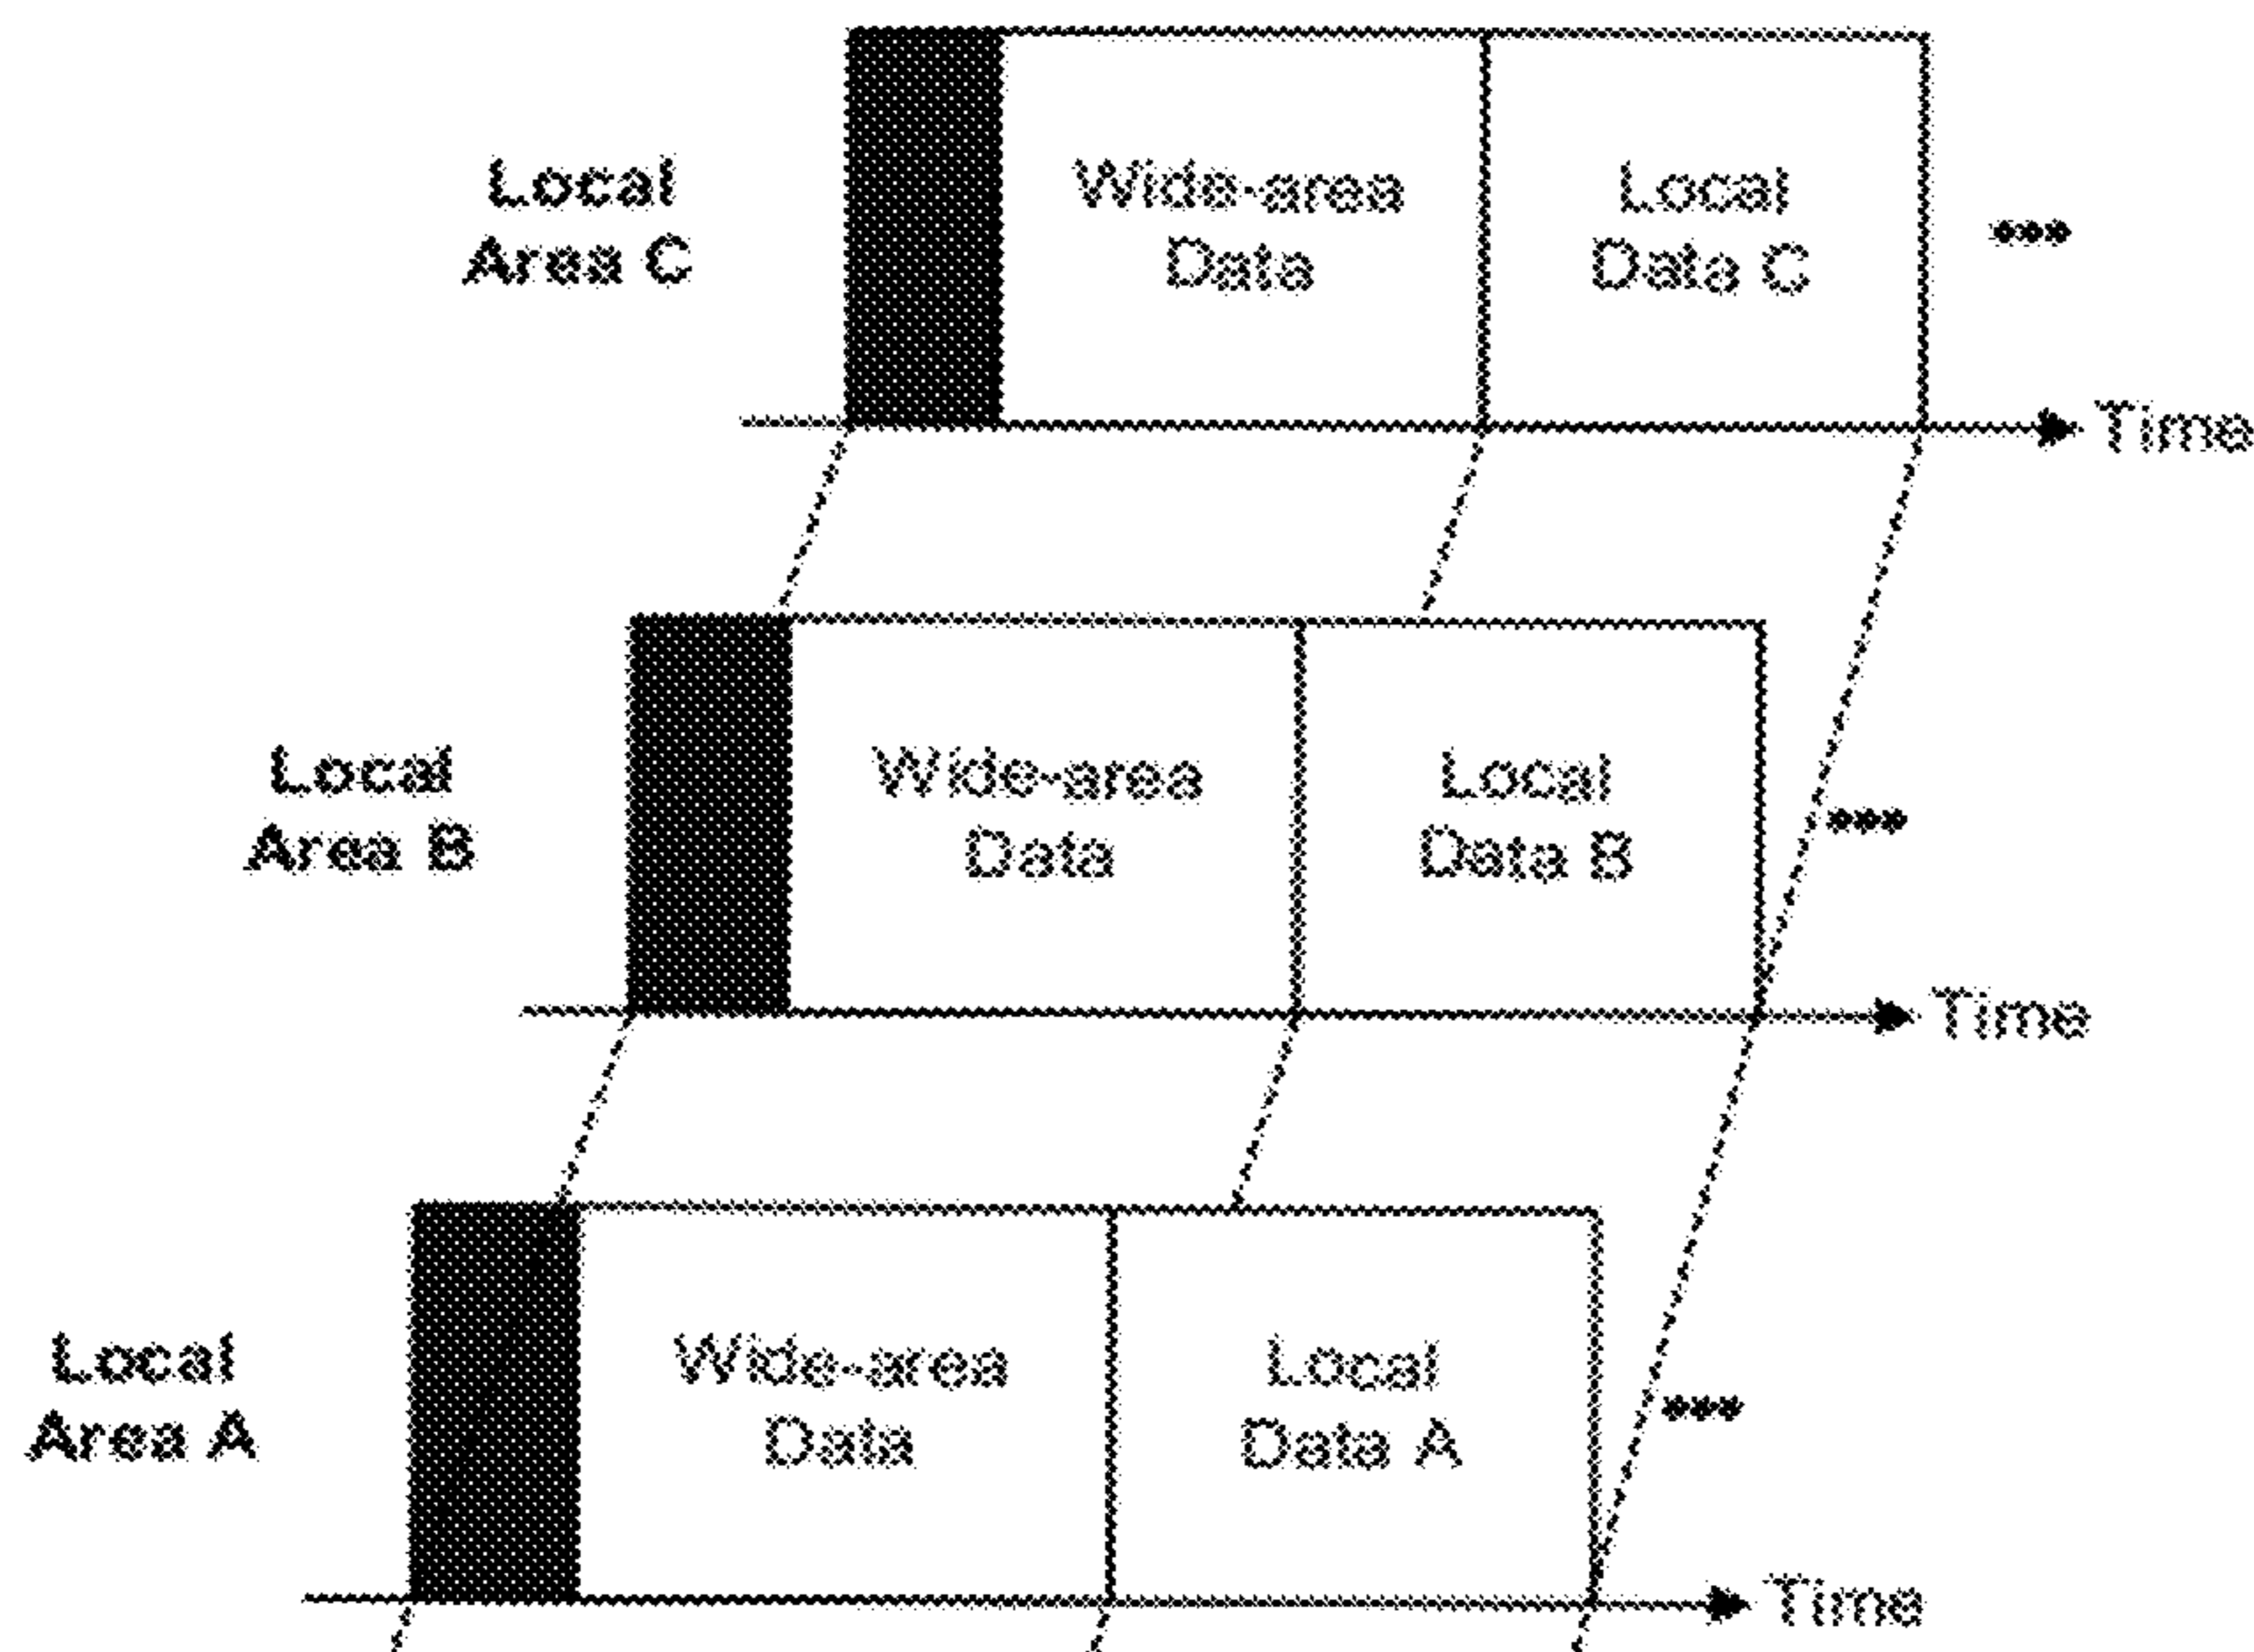 Local
Area C
Wide-area
Data
Local
Data C
•••
Time
Local
Area B
Wide-area
Data
Local
Data B
•••
Time
Local
Area A
Wide-area
Data
Local
Data A
•••
Time